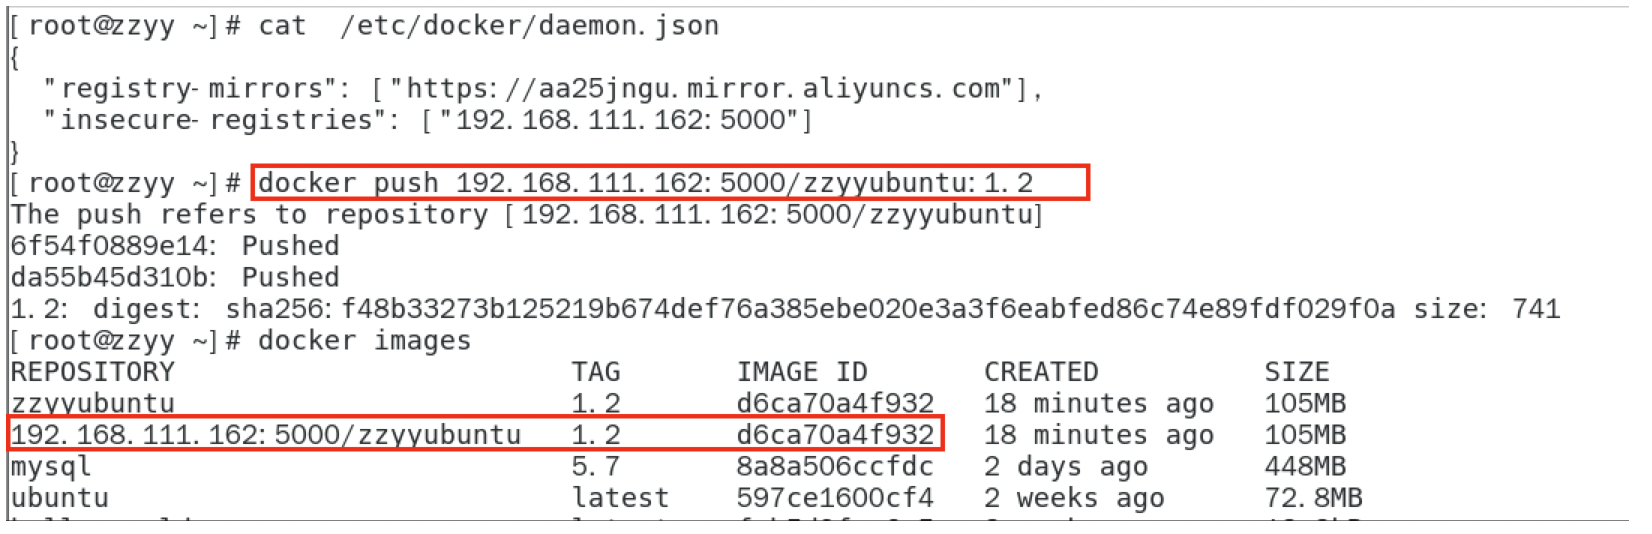 [root@zzyy ~]# cat  /etc/docker/daemon.json
{
  "registry-mirrors": ["https://aa25jngu.mirror.aliyuncs.com"],
  "insecure-registries": ["192.168.111.162:5000"]
}
[root@zzyy ~]# docker push 192.168.111.162:5000/zzyyubuntu:1.2
The push refers to repository [192.168.111.162:5000/zzyyubuntu]
6f54f0889e14: Pushed
da55b45d310b: Pushed
1.2: digest: sha256:f48b33273b125219b674def76a385ebe020e3a3f6eabfed86c74e89fdf029f0a size: 741
[root@zzyy ~]# docker images
REPOSITORY TAG IMAGE ID CREATED SIZE
zzyyubuntu 1.2 d6ca70a4f932 18 minutes ago 105MB
192.168.111.162:5000/zzyyubuntu 1.2 d6ca70a4f932 18 minutes ago 105MB
mysql 5.7 8a8a506ccfdc 2 days ago 448MB
ubuntu latest 597ce1600cf4 2 weeks ago 72.8MB